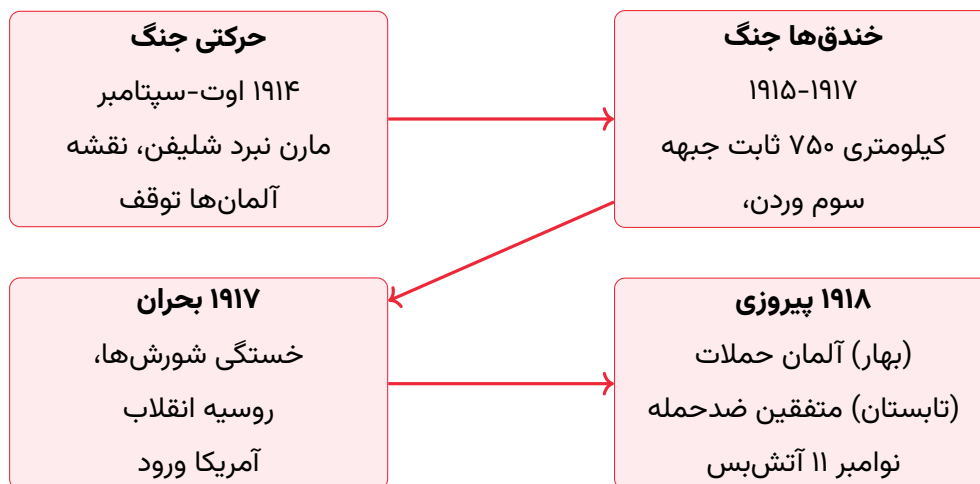 حرکتی جنگ
۱۹۱۴ اوت-سپتامبر
مارن نبرد شلیفن، نقشه
آلمان‌ها توقف
خندق‌ها جنگ
۱۹۱۵-۱۹۱۷
کیلومتری ۷۵۰ ثابت جبهه
سوم وردن،
۱۹۱۷ بحران
خستگی شورش‌ها،
روسیه انقلاب
آمریکا ورود
۱۹۱۸ پیروزی
(بهار) آلمان حملات
(تابستان) متفقین ضدحمله
نوامبر ۱۱ آتش‌بس